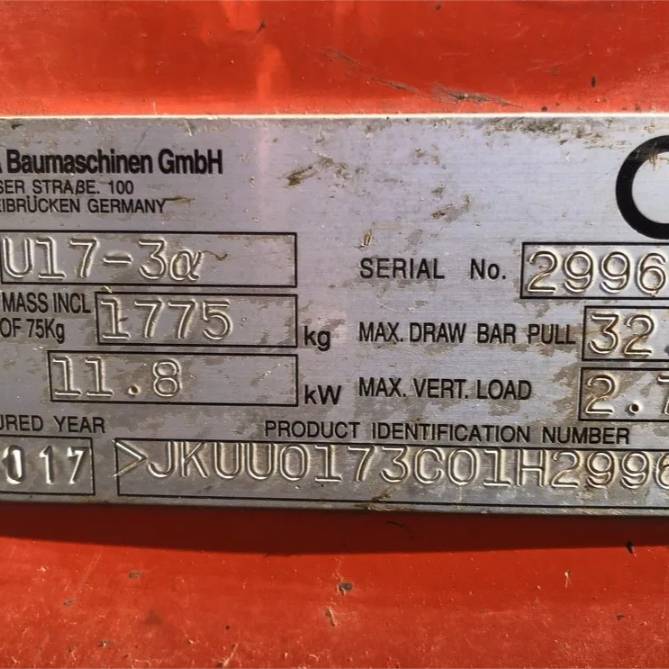 A Baumaschinen GmbH
SER STRAßE. 100
EIBRÜCKEN GERMANY
U17-3α
SERIAL No. 2996
MASS INCL
OF 75Kg
1775 kg
MAX. DRAW BAR PULL 32.
11.8 kW
MAX. VERT. LOAD 2.7
URED YEAR
PRODUCT IDENTIFICATION NUMBER
017
>JKUU0173C01H2996